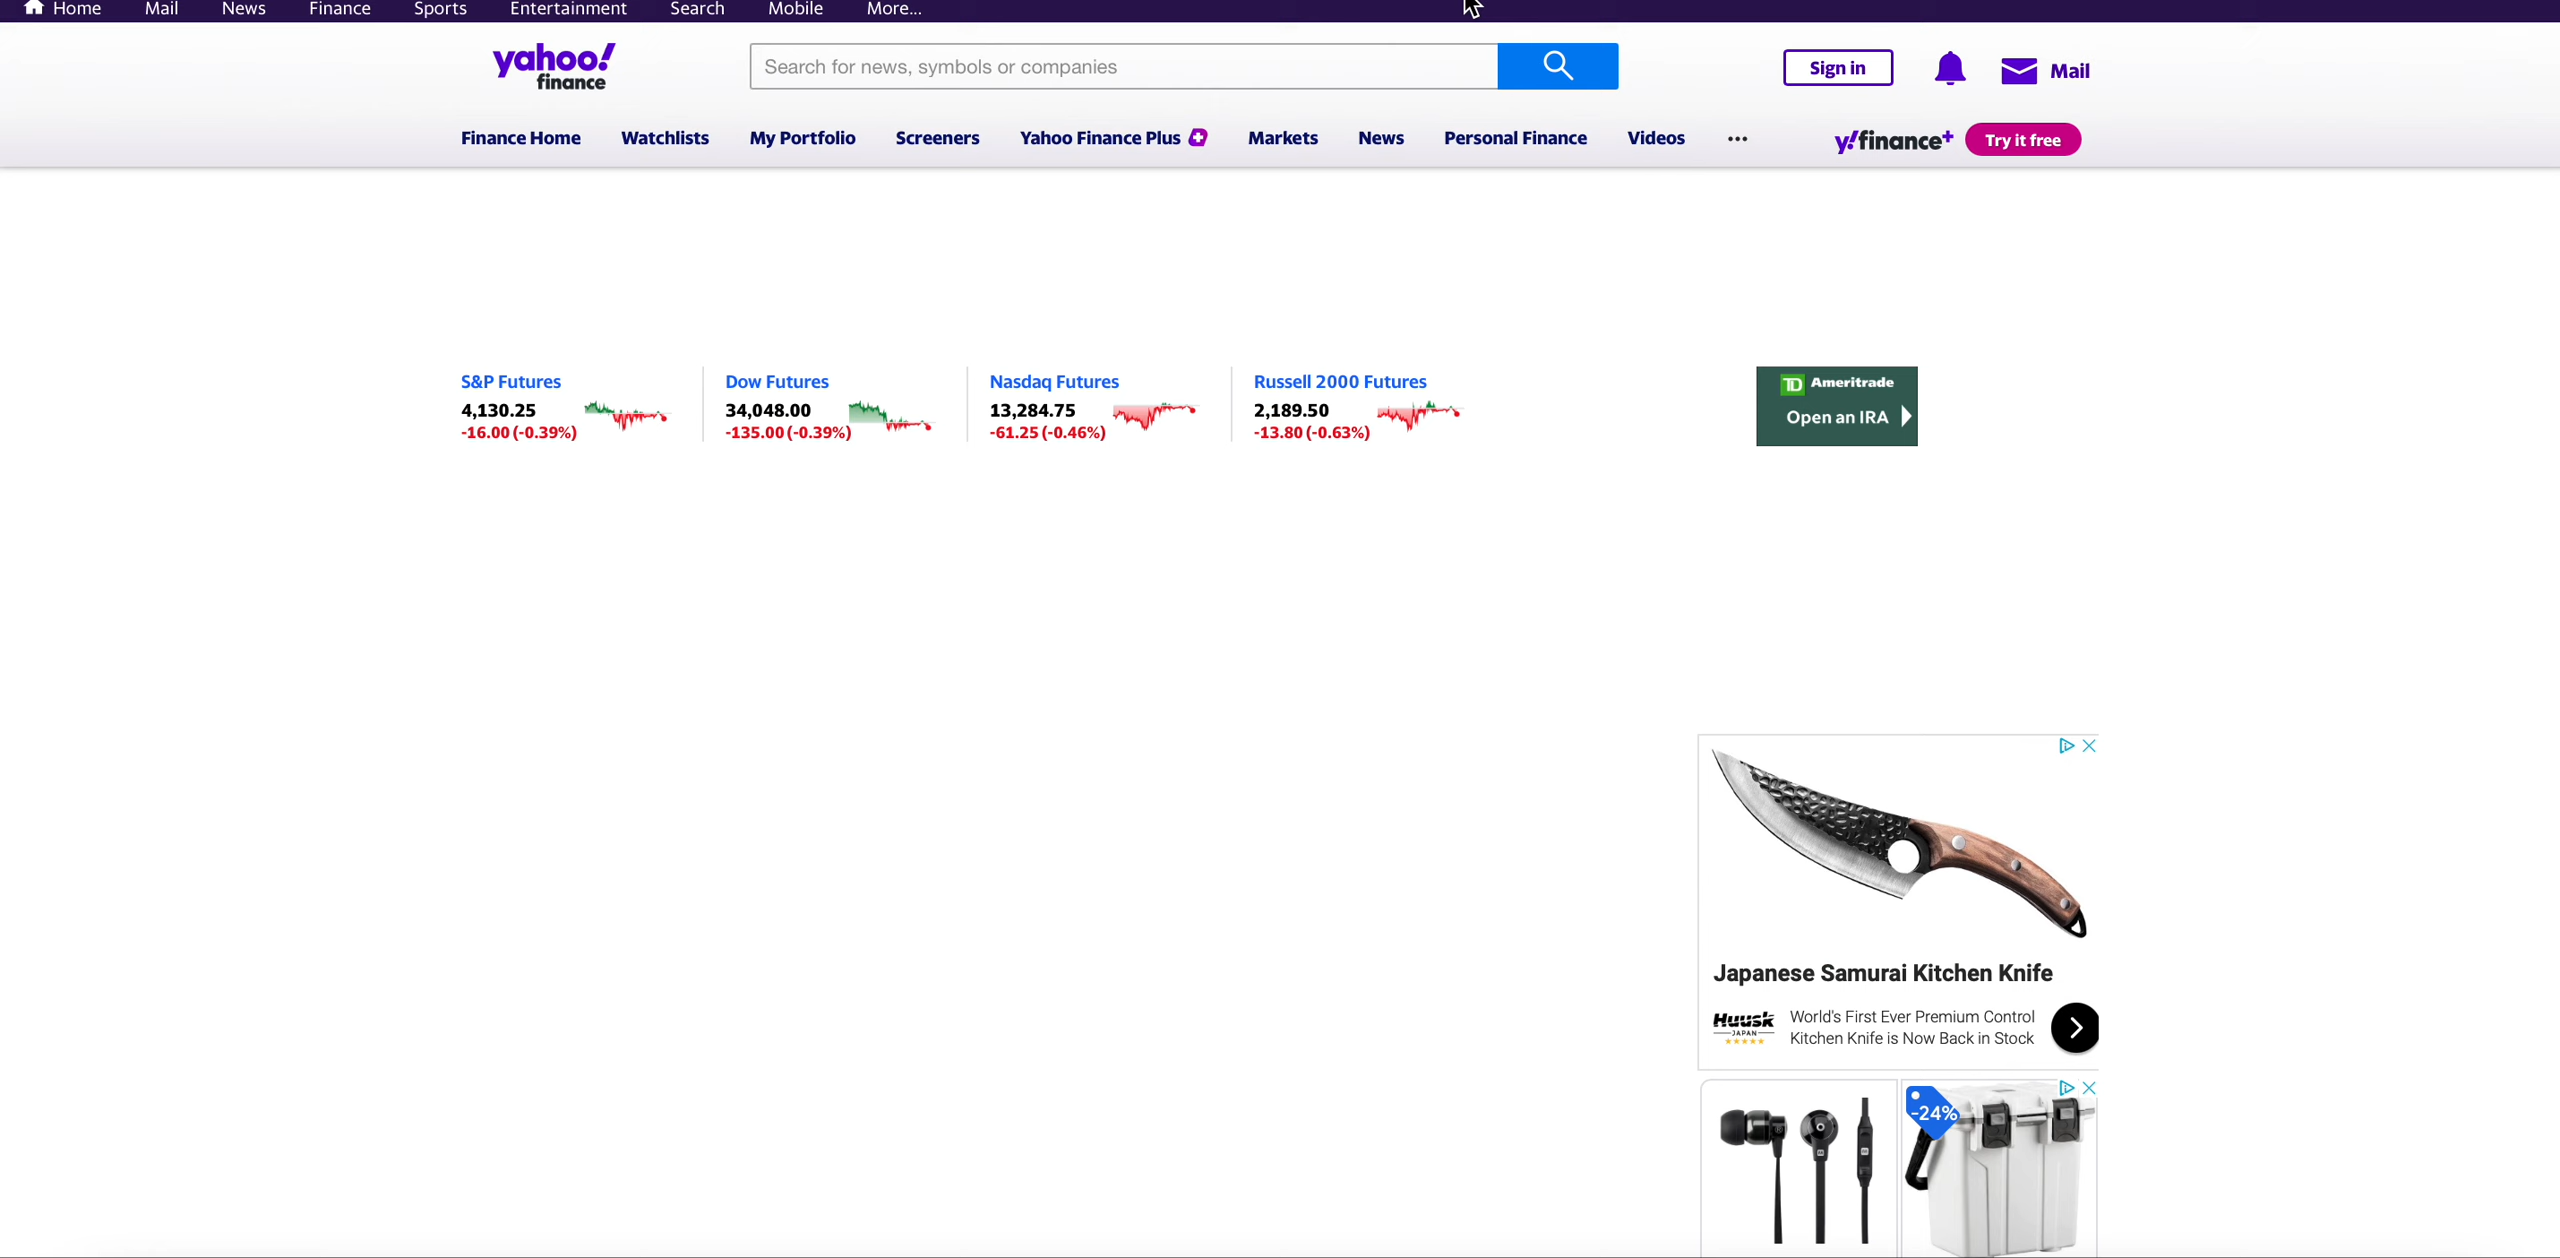 Home Mail News Finance Sports Entertainment Search Mobile More...
yahoo!
finance
Search for news, symbols or companies
Sign in
Mail
Finance Home Watchlists My Portfolio Screeners Yahoo Finance Plus Markets News Personal Finance Videos ••• y!finance+ Try it free
S&P Futures
4,130.25
-16.00 (-0.39%)
Dow Futures
34,048.00
-135.00 (-0.39%)
Nasdaq Futures
13,284.75
-61.25 (-0.46%)
Russell 2000 Futures
2,189.50
-13.80 (-0.63%)
TD Ameritrade
Open an IRA
Japanese Samurai Kitchen Knife
Huusk
JAPAN
World's First Ever Premium Control
Kitchen Knife is Now Back in Stock
-24%